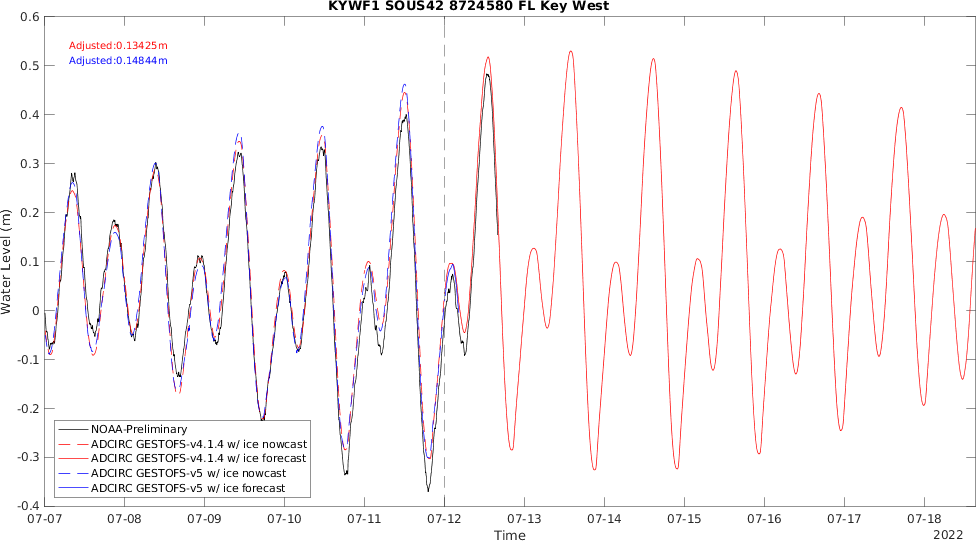 KYWF1 SOUS42 8724580 FL Key West
Adjusted:0.13425m
Adjusted:0.14844m
0.6
0.5
0.4
0.3
0.2
0.1
0
-0.1
-0.2
-0.3
-0.4
Water Level (m)
NOAA-Preliminary
ADCIRC GESTOFS-v4.1.4 w/ ice nowcast
ADCIRC GESTOFS-v4.1.4 w/ ice forecast
ADCIRC GESTOFS-v5 w/ ice nowcast
ADCIRC GESTOFS-v5 w/ ice forecast
07-07 07-08 07-09 07-10 07-11 07-12 07-13 07-14 07-15 07-16 07-17 07-18
Time
2022